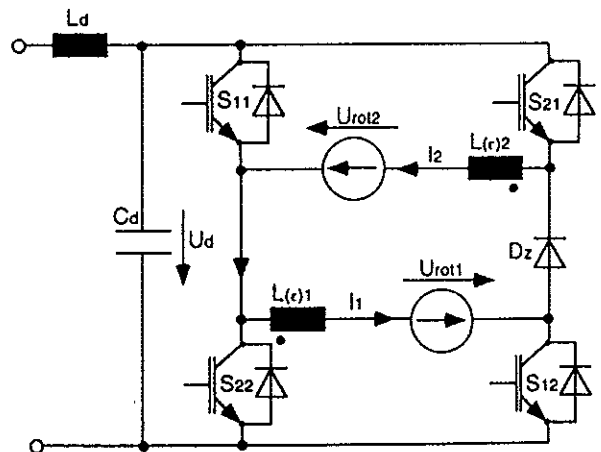 Ld
S11
S21
Urot2
L(r)2
I2
Cd
Ud
Dz
Urot1
L(ε)1
I1
S22
S12